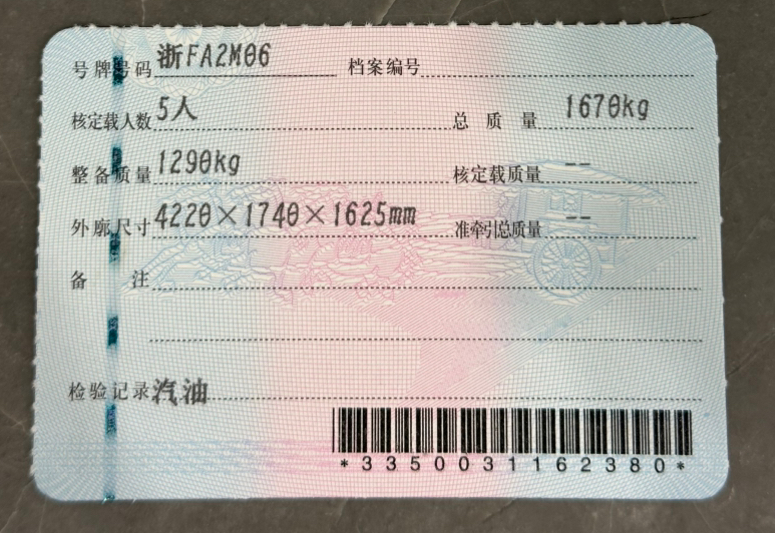 号牌号码 浙FA2M06 档案编号
核定载人数 5人 总质量 1670kg
整备质量 1290kg 核定载质量 --
外廓尺寸 4220×1740×1625mm 准牵引总质量 --
备注
检验记录 汽油
*3350031162380*